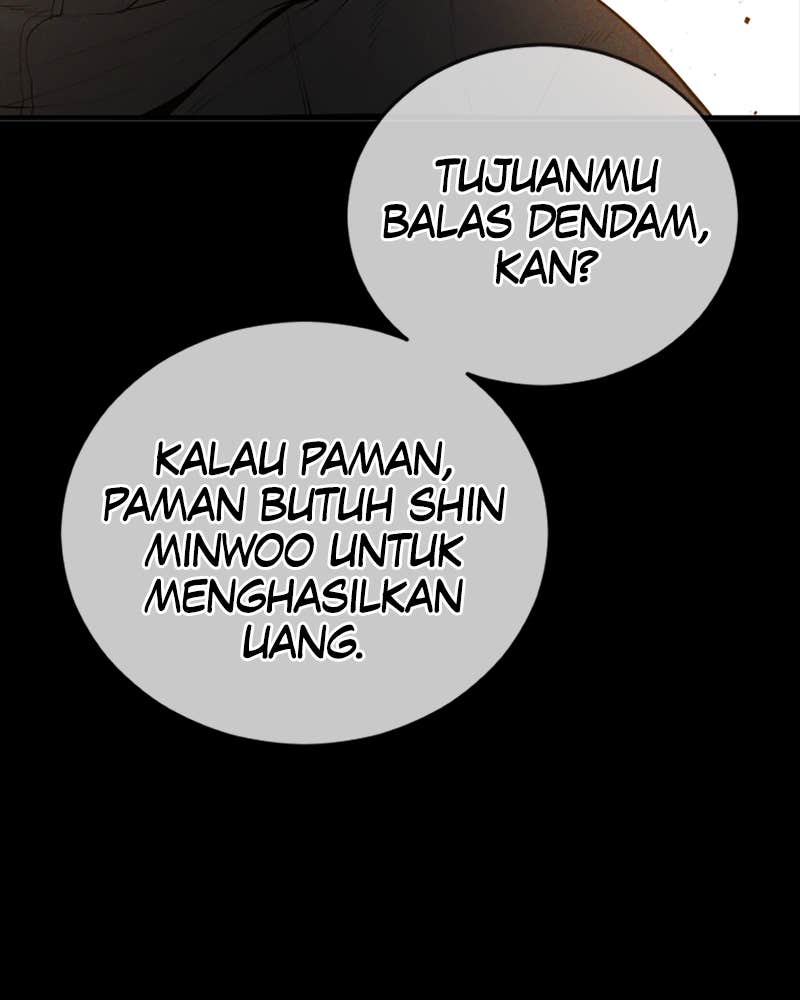 TUJUANMU
BALAS DENDAM,
KAN?
KALAU PAMAN,
PAMAN BUTUH SHIN
MINWOO UNTUK
MENGHASILKAN
UANG.